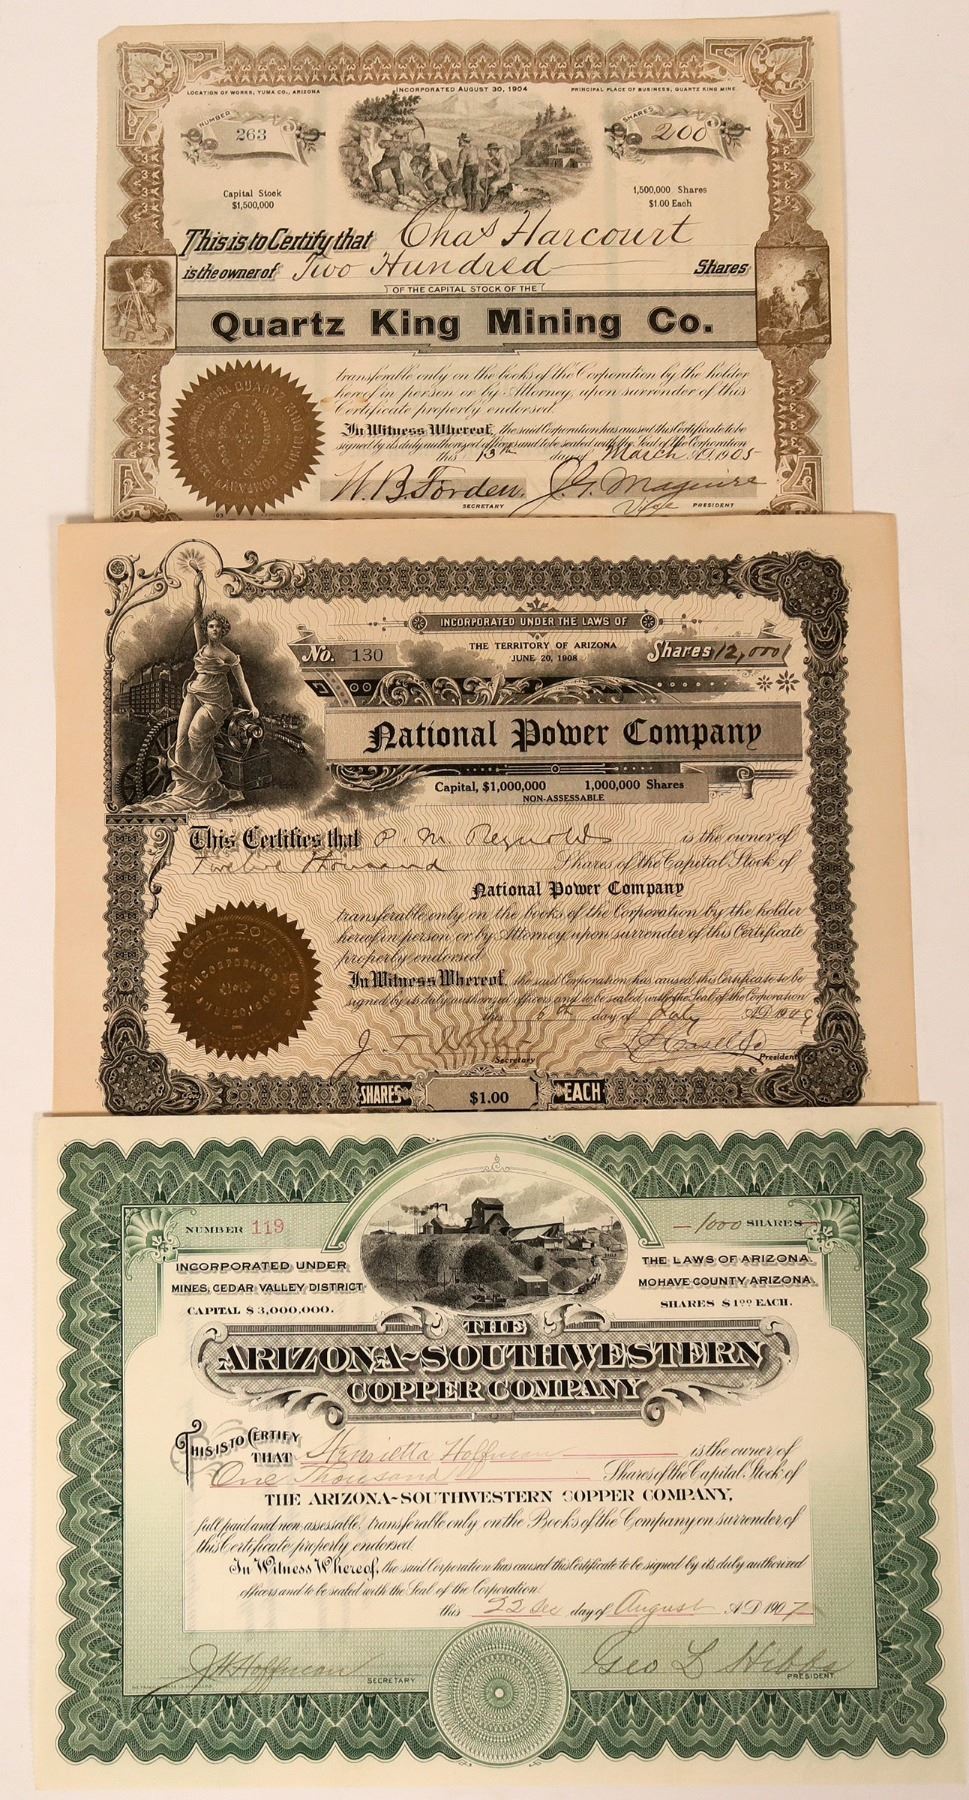 LOCATION OF WORKS, YUMA CO., ARIZONA
INCORPORATED AUGUST 30, 1904
PRINCIPAL PLACE OF BUSINESS, QUARTZ KING MINE
NUMBER
263
SHARES
200
Capital Stock
$1,500,000
1,500,000 Shares
$1.00 Each
This is to Certify that Chas Harcourt
is the owner of Two Hundred Shares
OF THE CAPITAL STOCK OF THE
Quartz King Mining Co.
transferable only on the books of the Corporation by the holder
hereof in person or by Attorney, upon surrender of this
Certificate properly endorsed.
In Witness Whereof, the said Corporation has caused this Certificate to be
signed by its duly authorized officers and to be sealed with the Seal of the Corporation
this 13th day of March A.D. 1905
W. B. Forden. J. G. Maguire
SECRETARY
Vice PRESIDENT
INCORPORATED UNDER THE LAWS OF
THE TERRITORY OF ARIZONA
JUNE 20, 1908
No. 130
Shares 12,000
National Power Company
Capital, $1,000,000 1,000,000 Shares
NON-ASSESSABLE
This Certifies that P. M. Reynolds is the owner of
Twelve Thousand Shares of the Capital Stock of
National Power Company
transferable only on the books of the Corporation by the holder
hereof in person or by Attorney upon surrender of this Certificate
properly endorsed.
In Witness Whereof, the said Corporation has caused this Certificate to be
signed by its duly authorized officers and to be sealed with the Seal of the Corporation
this 6th day of July A.D. 1909
Secretary
President
SHARES $1.00 EACH
NUMBER 119
1000 SHARES
INCORPORATED UNDER THE LAWS OF ARIZONA.
MINES, CEDAR VALLEY DISTRICT MOHAVE COUNTY, ARIZONA.
CAPITAL $3,000,000. SHARES $1.00 EACH.
THE
ARIZONA-SOUTHWESTERN
COPPER COMPANY
THIS IS TO CERTIFY
THAT Henrietta Hoffman is the owner of
One Thousand Shares of the Capital Stock of
THE ARIZONA-SOUTHWESTERN COPPER COMPANY,
full paid and non-assessable, transferable only on the Books of the Company on surrender of
this Certificate properly endorsed.
In Witness Whereof, the said Corporation has caused this Certificate to be signed by its duly authorized
officers and to be sealed with the Seal of the Corporation.
this 22 day of August A.D. 1907
J H Hoffman
SECRETARY
Geo L Hibbs
PRESIDENT.